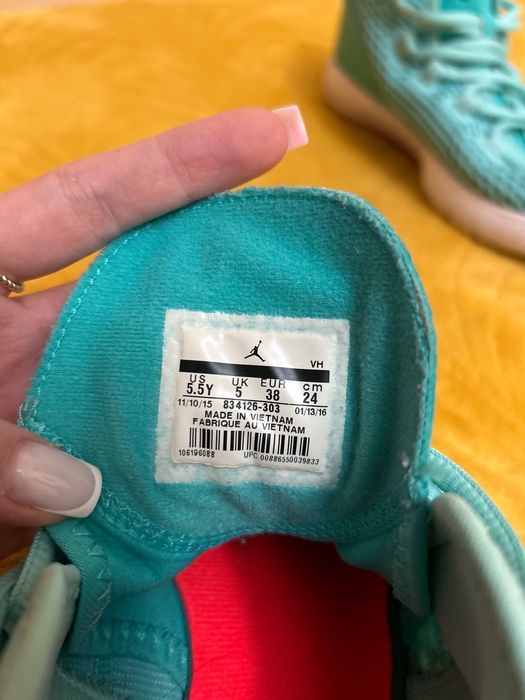 VH
US UK EUR cm
5.5Y 5 38 24
11/10/15 834126-303 01/13/16
MADE IN VIETNAM
FABRIQUE AU VIETNAM
106196088 UPC 00886550039833